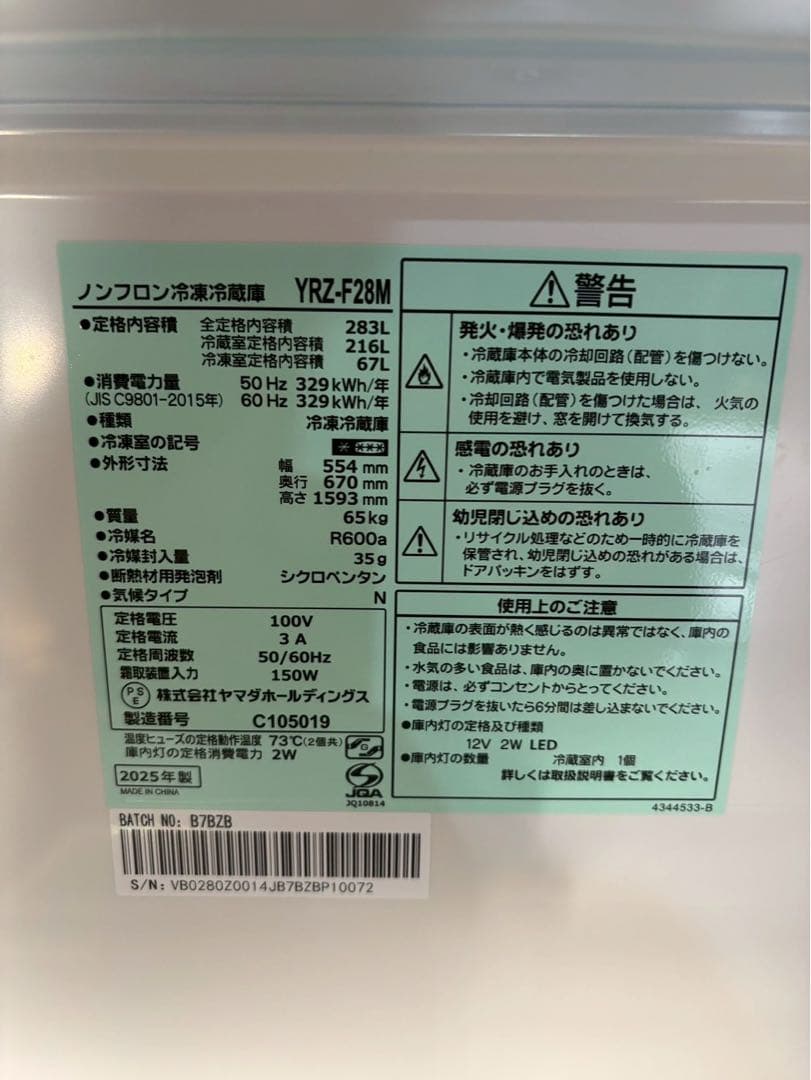 ノンフロン冷凍冷蔵庫 YRZ-F28M
●定格内容積 全定格内容積 283L
冷蔵室定格内容積 216L
冷凍室定格内容積 67L
●消費電力量 50Hz 329kWh/年
(JIS C9801-2015年) 60Hz 329kWh/年
●種類 冷凍冷蔵庫
●冷凍室の記号
●外形寸法 幅 554mm
奥行 670mm
高さ 1593mm
●質量 65kg
●冷媒名 R600a
●冷媒封入量 35g
●断熱材用発泡剤 シクロペンタン
●気候タイプ N
定格電圧 100V
定格電流 3A
定格周波数 50/60Hz
霜取装置入力 150W
PSE 株式会社ヤマダホールディングス
製造番号 C105019
温度ヒューズの定格動作温度 73℃(2個共)
庫内灯の定格消費電力 2W
2025年製
MADE IN CHINA
JQA
JQ10814
警告
発火・爆発の恐れあり
・冷蔵庫本体の冷却回路(配管)を傷つけない。
・冷蔵庫内で電気製品を使用しない。
・冷却回路(配管)を傷つけた場合は、火気の
使用を避け、窓を開けて換気する。
感電の恐れあり
・冷蔵庫のお手入れのときは、
必ず電源プラグを抜く。
幼児閉じ込めの恐れあり
・リサイクル処理などのため一時的に冷蔵庫を
保管され、幼児閉じ込めの恐れがある場合は、
ドアパッキンをはずす。
使用上のご注意
・冷蔵庫の表面が熱く感じるのは異常ではなく、庫内の
食品には影響ありません。
・水気の多い食品は、庫内の奥に置かないでください。
・電源は、必ずコンセントからとってください。
・電源プラグを抜いたら6分間は差し込まないでください。
●庫内灯の定格及び種類
12V 2W LED
●庫内灯の数量 冷蔵室内 1個
詳しくは取扱説明書をご覧ください。
4344533-B
BATCH NO: B7BZB
S/N: VB0280Z0014JB7BZBP10072